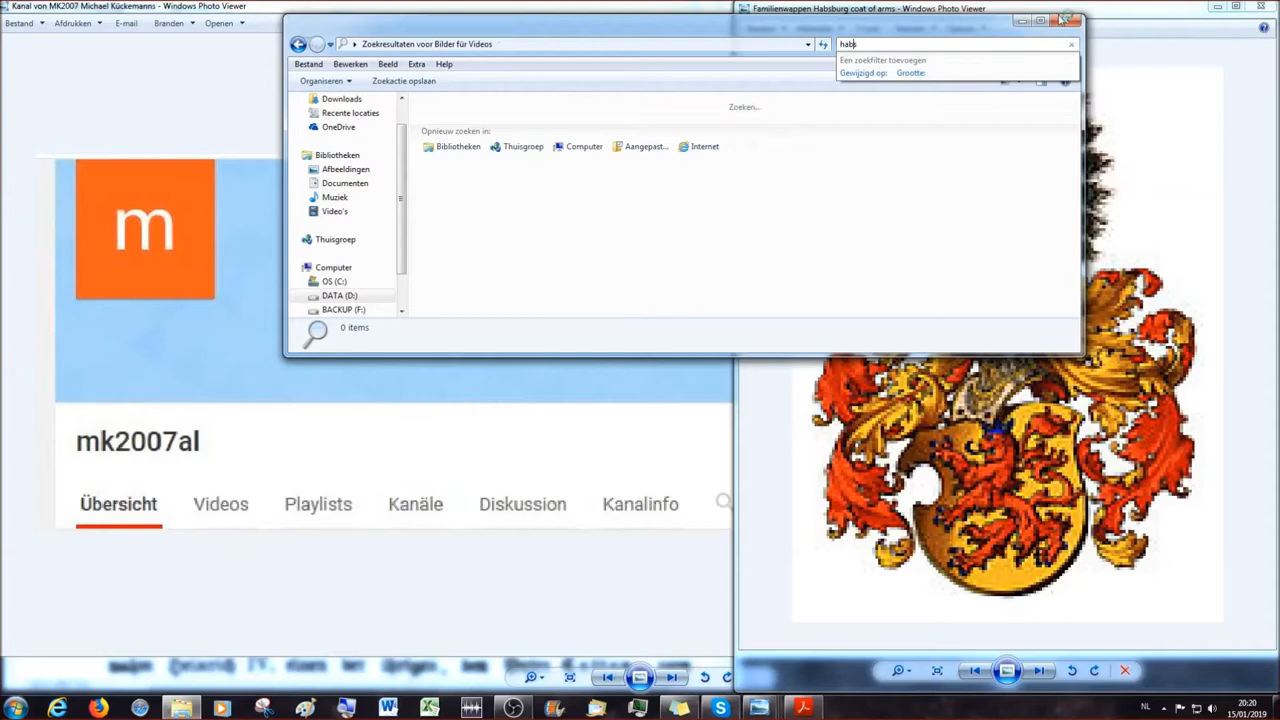 Kanal von MK2007 Michael Kückemanns - Windows Photo Viewer
Familienwappen Habsburg coat of arms - Windows Photo Viewer
Bestand Afdrukken E-mail Branden Openen
Zoekresultaten voor Bilder für Videos
habs
Een zoekfilter toevoegen
Gewijzigd op: Grootte:
Bestand Bewerken Beeld Extra Help
Organiseren Zoekactie opslaan
Downloads
Recente locaties
OneDrive
Bibliotheken
Afbeeldingen
Documenten
Muziek
Video's
Thuisgroep
Computer
OS (C:)
DATA (D:)
BACKUP (F:)
Zoeken...
Opnieuw zoeken in:
Bibliotheken Thuisgroep Computer Aangepast... Internet
0 items
m
mk2007al
Übersicht Videos Playlists Kanäle Diskussion Kanalinfo
NL
20:20
15/01/2019